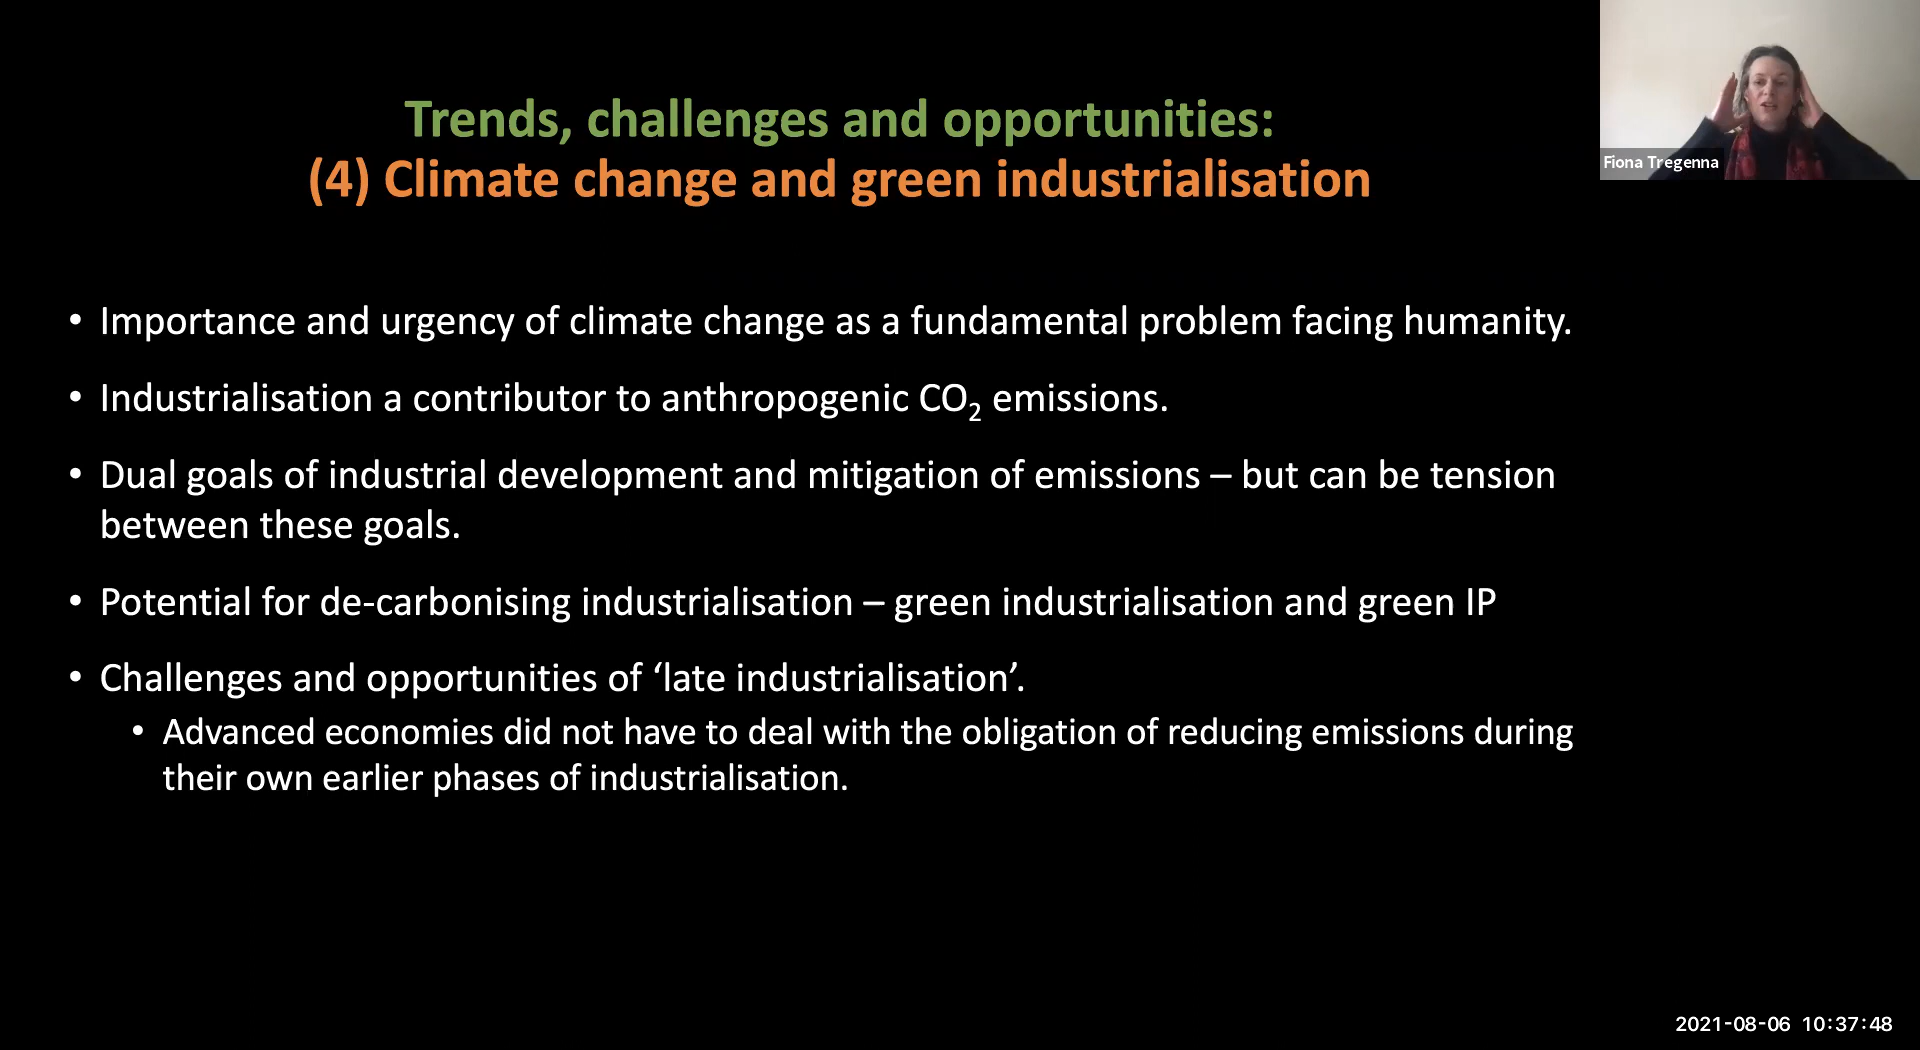 Trends, challenges and opportunities:
(4) Climate change and green industrialisation
Fiona Tregenna
• Importance and urgency of climate change as a fundamental problem facing humanity.
• Industrialisation a contributor to anthropogenic CO₂ emissions.
• Dual goals of industrial development and mitigation of emissions – but can be tension
between these goals.
• Potential for de-carbonising industrialisation – green industrialisation and green IP
• Challenges and opportunities of ‘late industrialisation’.
• Advanced economies did not have to deal with the obligation of reducing emissions during
their own earlier phases of industrialisation.
2021-08-06 10:37:48